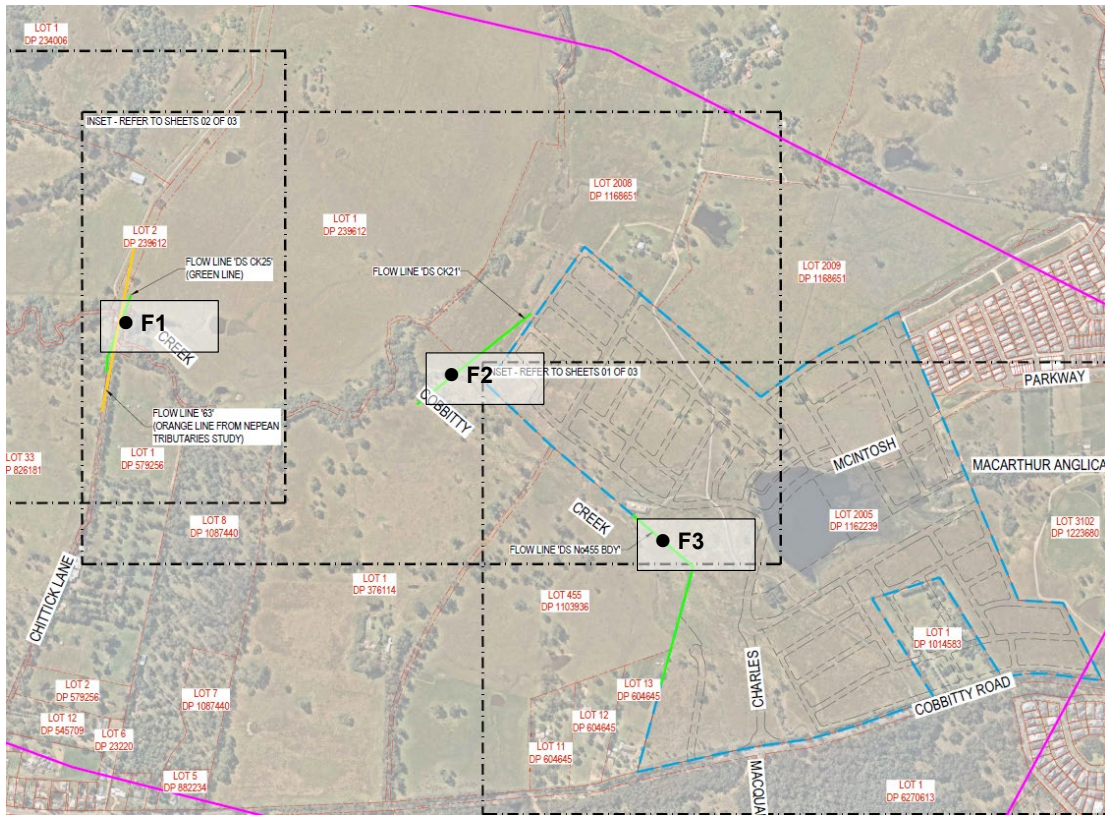 LOT 1
DP 234006
INSET - REFER TO SHEETS 02 OF 03
LOT 2008
DP 1168651
LOT 1
DP 239612
LOT 2
DP 239612
FLOW LINE 'DS CK25'
(GREEN LINE)
FLOW LINE 'DS CK21'
LOT 2009
DP 1168651
F1
CREEK
F2
INSET - REFER TO SHEETS 01 OF 03
COBBITTY
PARKWAY
FLOW LINE '63'
(ORANGE LINE FROM NEPEAN
TRIBUTARIES STUDY)
LOT 1
DP 579256
LOT 33
P 826181
MCINTOSH
MACARTHUR ANGLICA
LOT 8
DP 1087440
CREEK
LOT 2005
DP 1162239
LOT 3102
DP 1223680
F3
FLOW LINE 'DS No455 BDY'
CHITTICK LANE
LOT 1
DP 376114
LOT 455
DP 1103936
LOT 1
DP 1014583
LOT 2
DP 579256
LOT 7
DP 1087440
LOT 13
DP 604645
CHARLES
COBBITTY ROAD
LOT 12
DP 545709
LOT 6
DP 23220
LOT 12
DP 604645
LOT 11
DP 604645
LOT 5
DP 882234
MACQUA
LOT 1
DP 6270613